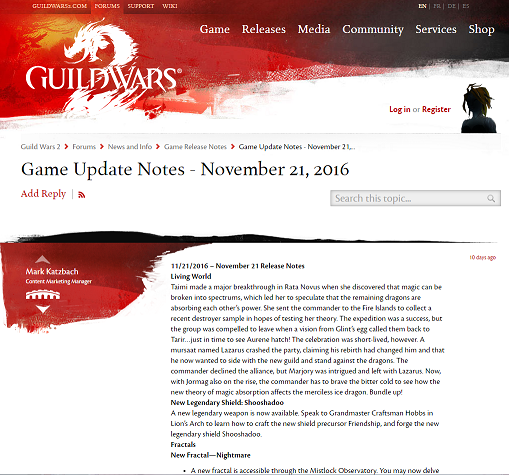 GUILDWARS2.COM FORUMS SUPPORT WIKI
EN | FR | DE | ES
Game Releases Media Community Services Shop
GUILDWARS
Log in or Register
Guild Wars 2 > Forums > News and Info > Game Release Notes > Game Update Notes - November 21,...
Game Update Notes - November 21, 2016
Add Reply |
Search this topic...
10 days ago
Mark Katzbach
Content Marketing Manager
11/21/2016 – November 21 Release Notes
Living World
Taimi made a major breakthrough in Rata Novus when she discovered that magic can be
broken into spectrums, which led her to speculate that the remaining dragons are
absorbing each other's power. She sent the commander to the Fire Islands to collect a
recent destroyer sample in hopes of testing her theory. The expedition was a success, but
the group was compelled to leave when a vision from Glint's egg called them back to
Tarir...just in time to see Aurene hatch! The celebration was short-lived, however. A
mursaat named Lazarus crashed the party, claiming his rebirth had changed him and that
he now wanted to side with the new guild and stand against the dragons. The
commander declined the alliance, but Marjory was intrigued and left with Lazarus. Now,
with Jormag also on the rise, the commander has to brave the bitter cold to see how the
new theory of magic absorption affects the merciless ice dragon. Bundle up!
New Legendary Shield: Shooshadoo
A new legendary weapon is now available. Speak to Grandmaster Craftsman Hobbs in
Lion's Arch to learn how to craft the new shield precursor Friendship, and forge the new
legendary shield Shooshadoo.
Fractals
New Fractal—Nightmare
• A new fractal is accessible through the Mistlock Observatory. You may now delve